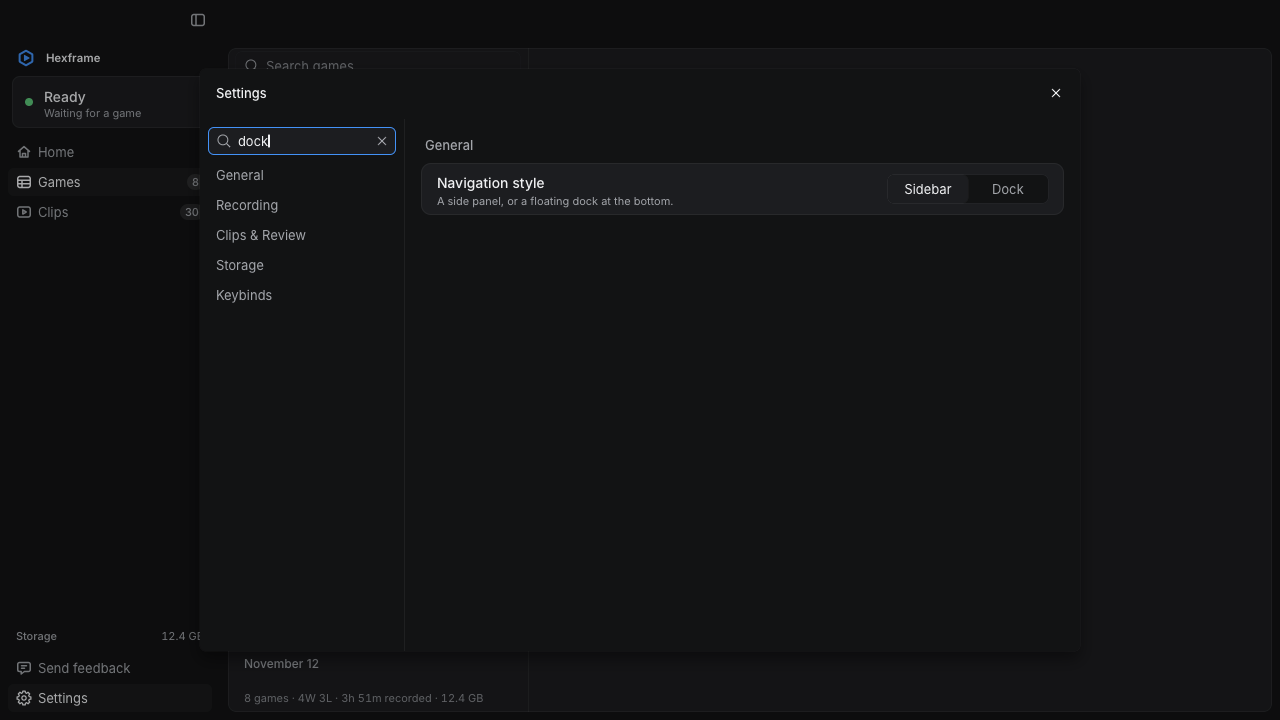 Hexframe
Ready
Waiting for a game
Home
Games 8
Clips 30
Storage 12.4 GB
Send feedback
Settings
Search games
Settings
dock
General
Recording
Clips & Review
Storage
Keybinds
General
Navigation style
A side panel, or a floating dock at the bottom.
Sidebar Dock
November 12
8 games · 4W 3L · 3h 51m recorded · 12.4 GB